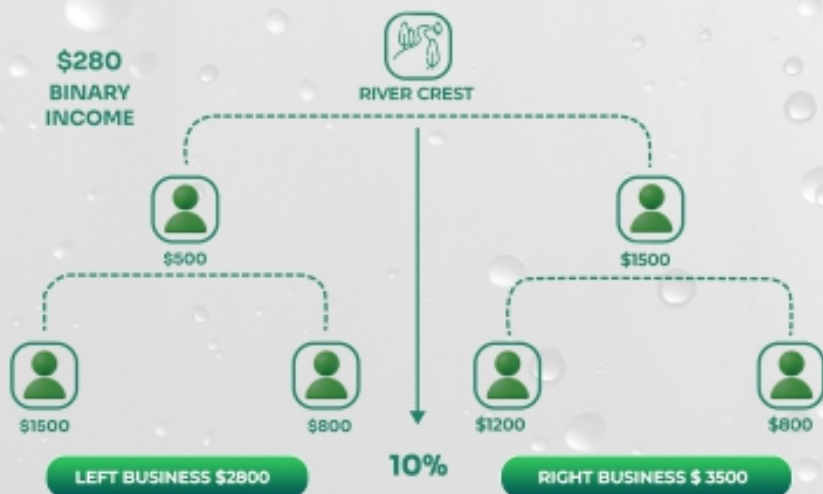 $280
BINARY
INCOME
RIVER CREST
$500
$1500
$1500
$800
$1200
$800
LEFT BUSINESS $2800
10%
RIGHT BUSINESS $ 3500